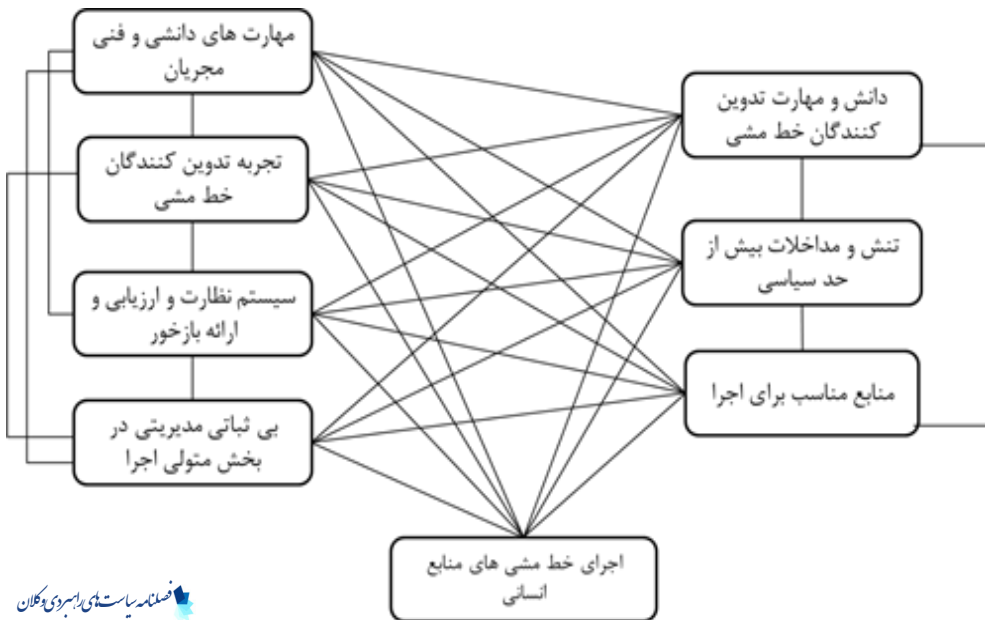 مهارت های دانشی و فنی
مجریان
دانش و مهارت تدوین
کنندگان خط مشی
تجربه تدوین کنندگان
خط مشی
تنش و مداخلات بیش از
حد سیاسی
سیستم نظارت و ارزیابی و
ارائه بازخور
منابع مناسب برای اجرا
بی ثباتی مدیریتی در
بخش متولی اجرا
اجرای خط مشی های منابع
انسانی
فصلنامه سیاست های راهبردی و کلان